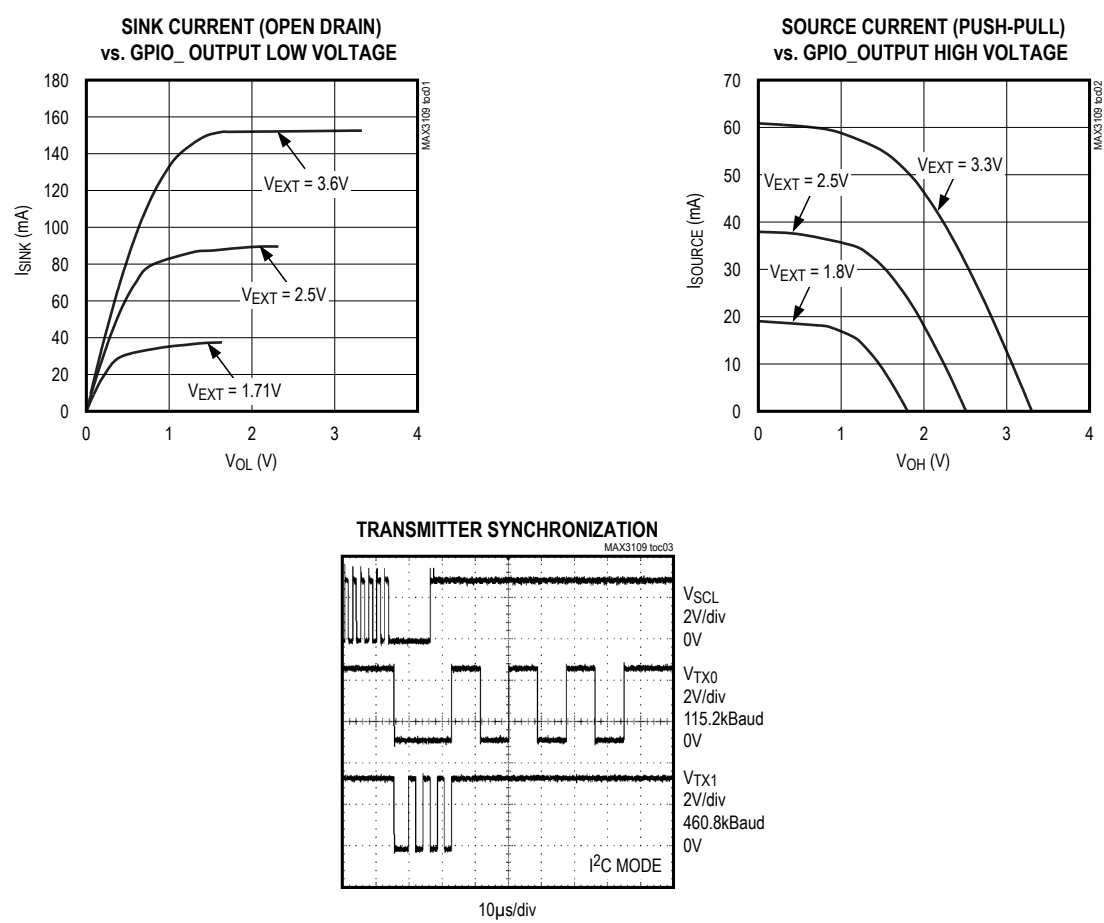 SINK CURRENT (OPEN DRAIN)
vs. GPIO_ OUTPUT LOW VOLTAGE
MAX3109 toc01
180
160
140
120
100
80
60
40
20
0
ISINK (mA)
VEXT = 3.6V
VEXT = 2.5V
VEXT = 1.71V
0 1 2 3 4
VOL (V)
SOURCE CURRENT (PUSH-PULL)
vs. GPIO_OUTPUT HIGH VOLTAGE
MAX3109 toc02
70
60
50
40
30
20
10
0
ISOURCE (mA)
VEXT = 3.3V
VEXT = 2.5V
VEXT = 1.8V
0 1 2 3 4
VOH (V)
TRANSMITTER SYNCHRONIZATION
MAX3109 toc03
VSCL
2V/div
0V
VTX0
2V/div
115.2kBaud
0V
VTX1
2V/div
460.8kBaud
0V
I2C MODE
10µs/div